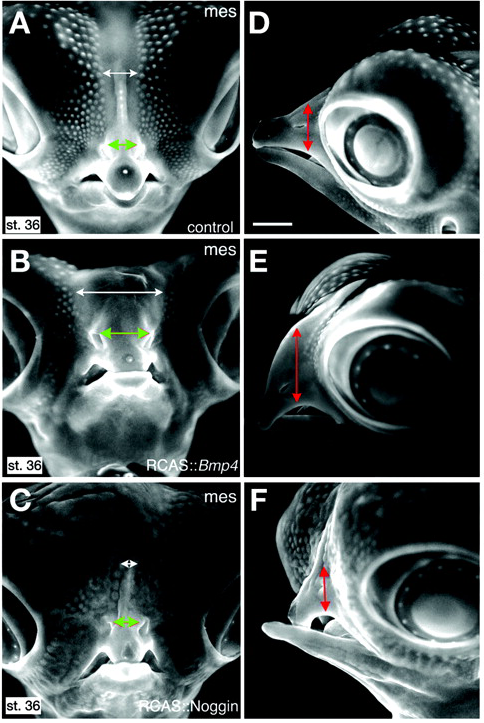 A
mes
D
st. 36
control
B
mes
E
st. 36
RCAS::Bmp4
C
mes
F
st. 36
RCAS::Noggin